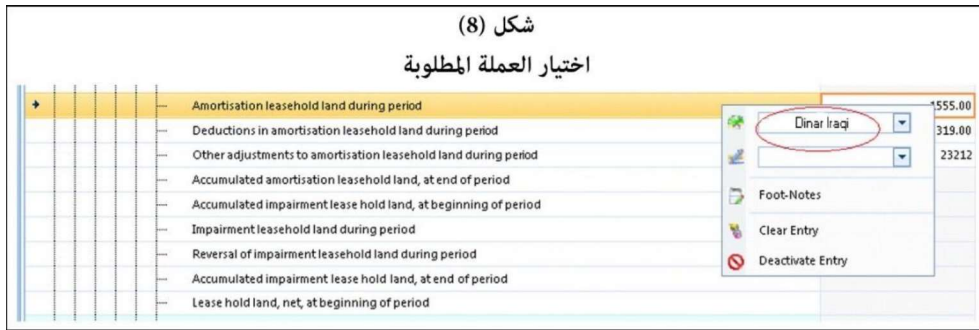 شكل (8)
اختيار العملة المطلوبة
Amortisation leasehold land during period
1555.00
Dinar Iraqi
Deductions in amortisation leasehold land during period
319.00
Other adjustments to amortisation leasehold land during period
23212
Accumulated amortisation leasehold land, at end of period
Foot-Notes
Accumulated impairment lease hold land, at beginning of period
Impairment leasehold land during period
Clear Entry
Reversal of impairment leasehold land during period
Deactivate Entry
Accumulated impairment lease hold land, at end of period
Lease hold land, net, at beginning of period